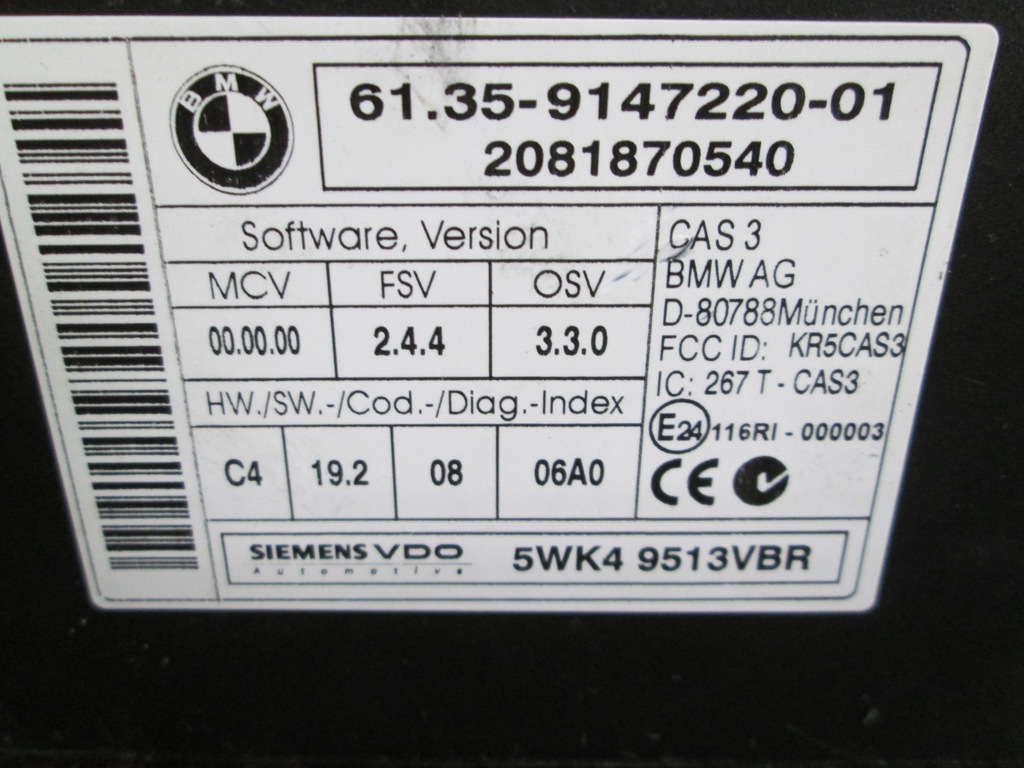 BMW
61.35-9147220-01
2081870540
Software, Version
MCV FSV OSV
00.00.00 2.4.4 3.3.0
HW./SW.-/Cod.-/Diag.-Index
C4 19.2 08 06A0
CAS 3
BMW AG
D-80788München
FCC ID: KR5CAS3
IC: 267 T - CAS3
E24 116RI - 000003
CE
SIEMENS VDO
Automotive
5WK4 9513VBR